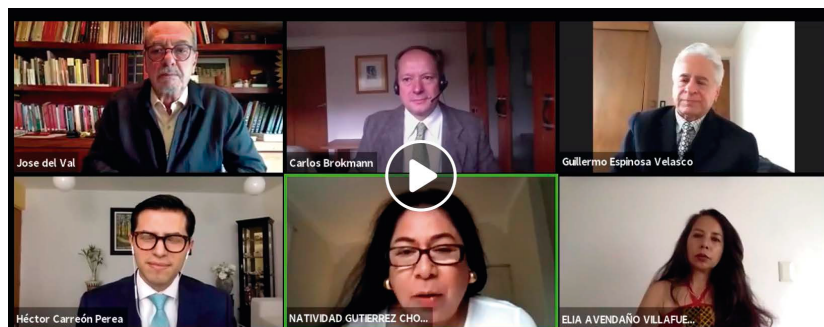 Jose del Val
Carlos Brokmann
Guillermo Espinosa Velasco
Héctor Carreón Perea
NATIVIDAD GUTIERREZ CHO...
ELIA AVENDAÑO VILLAFUE...